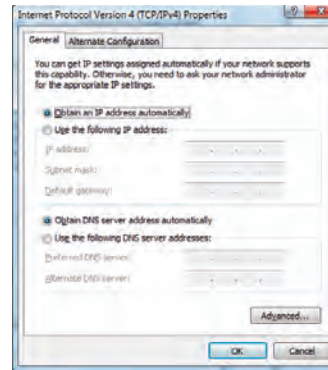 Internet Protocol Version 4 (TCP/IPv4) Properties
General
Alternate Configuration
You can get IP settings assigned automatically if your network supports
this capability. Otherwise, you need to ask your network administrator
for the appropriate IP settings.
Obtain an IP address automatically
Use the following IP address:
IP address:
Subnet mask:
Default gateway:
Obtain DNS server address automatically
Use the following DNS server addresses:
Preferred DNS server:
Alternate DNS server:
Advanced...
OK
Cancel